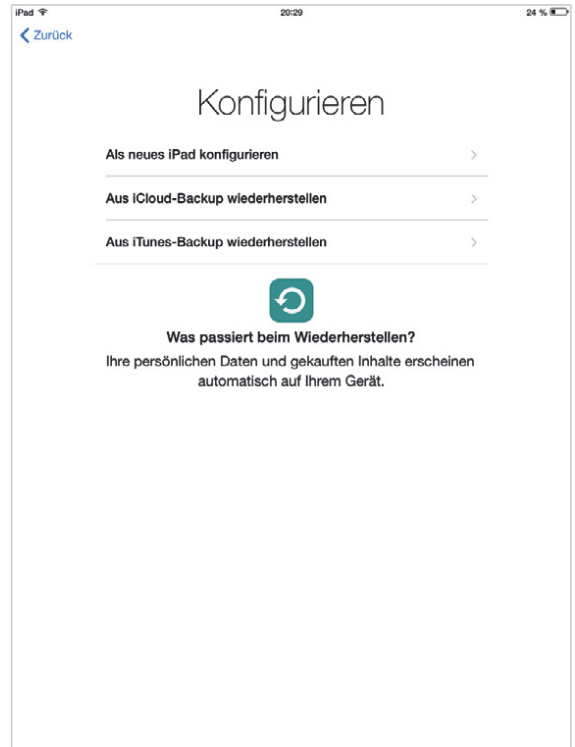 iPad 20:29 24 %
Zurück
Konfigurieren
Als neues iPad konfigurieren
Aus iCloud-Backup wiederherstellen
Aus iTunes-Backup wiederherstellen
Was passiert beim Wiederherstellen?
Ihre persönlichen Daten und gekauften Inhalte erscheinen
automatisch auf Ihrem Gerät.